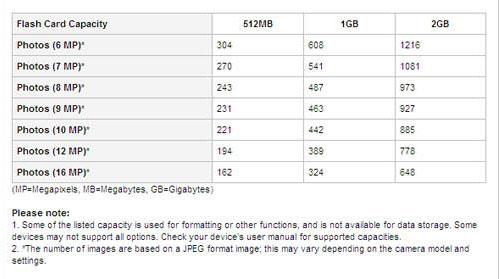 Flash Card Capacity 512MB 1GB 2GB
Photos (6 MP)* 304 608 1216
Photos (7 MP)* 270 541 1081
Photos (8 MP)* 243 487 973
Photos (9 MP)* 231 463 927
Photos (10 MP)* 221 442 885
Photos (12 MP)* 194 389 778
Photos (16 MP)* 162 324 648
(MP=Megapixels, MB=Megabytes, GB=Gigabytes)
Please note:
1. Some of the listed capacity is used for formatting or other functions, and is not available for data storage. Some
devices may not support all options. Check your device's user manual for supported capacities.
2. *The number of images are based on a JPEG format image; this may vary depending on the camera model and
settings.